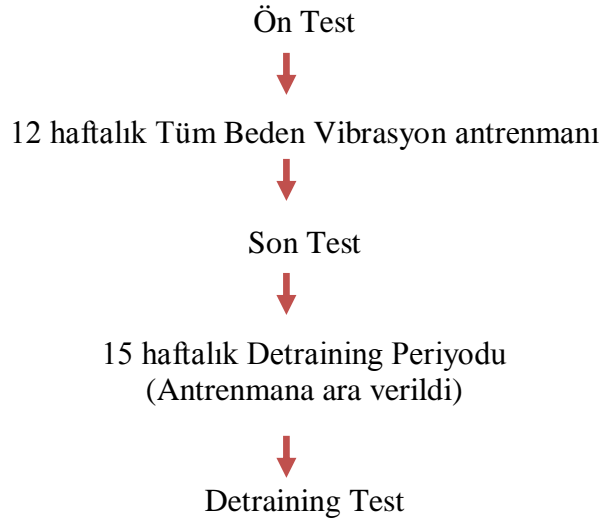 Ön Test
12 haftalık Tüm Beden Vibrasyon antrenmanı
Son Test
15 haftalık Detraining Periyodu
(Antrenmana ara verildi)
Detraining Test